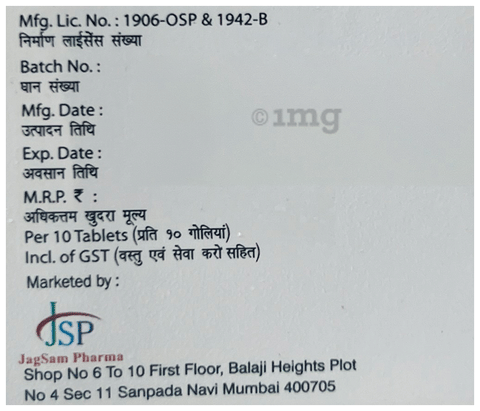 Mfg. Lic. No. : 1906-OSP & 1942-B
निर्माण लाईसेंस संख्या
Batch No. :
घान संख्या
Mfg. Date :
उत्पादन तिथि
©1mg
Exp. Date :
अवसान तिथि
M.R.P. ₹ :
अधिकतम खुदरा मूल्य
Per 10 Tablets (प्रति १० गोलियां)
Incl. of GST (वस्तु एवं सेवा करो सहित)
Marketed by :
JSP
JagSam Pharma
Shop No 6 To 10 First Floor, Balaji Heights Plot
No 4 Sec 11 Sanpada Navi Mumbai 400705